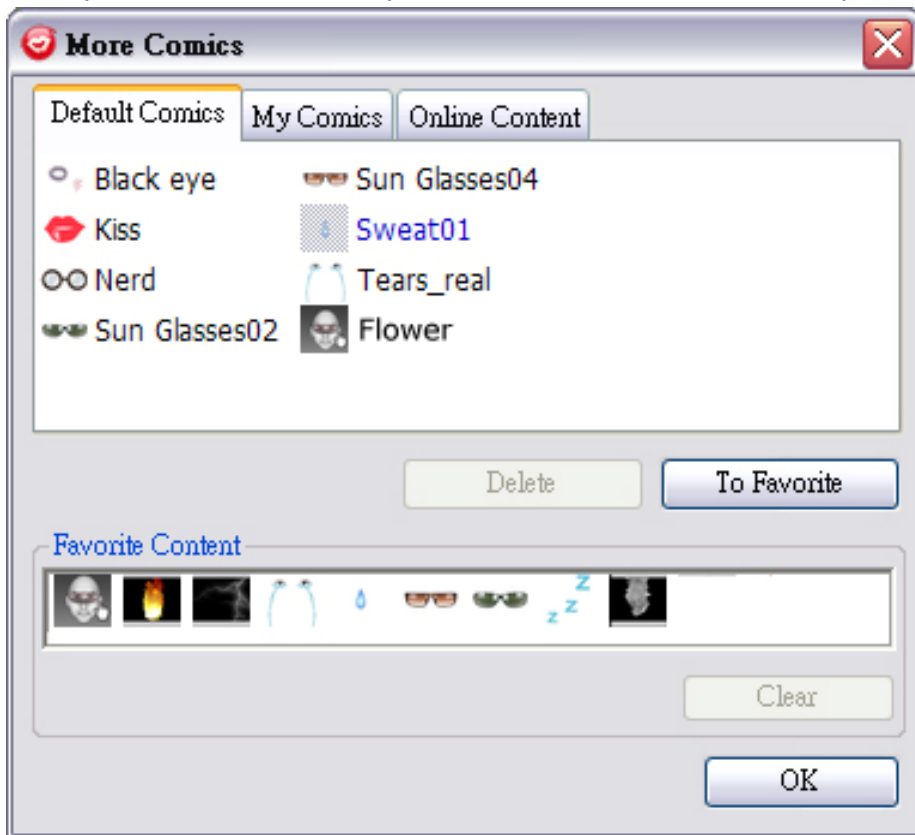 More Comics
Default Comics My Comics Online Content
Black eye Sun Glasses04
Kiss Sweat01
Nerd Tears_real
Sun Glasses02 Flower
Delete To Favorite
Favorite Content
z z z
Clear
OK